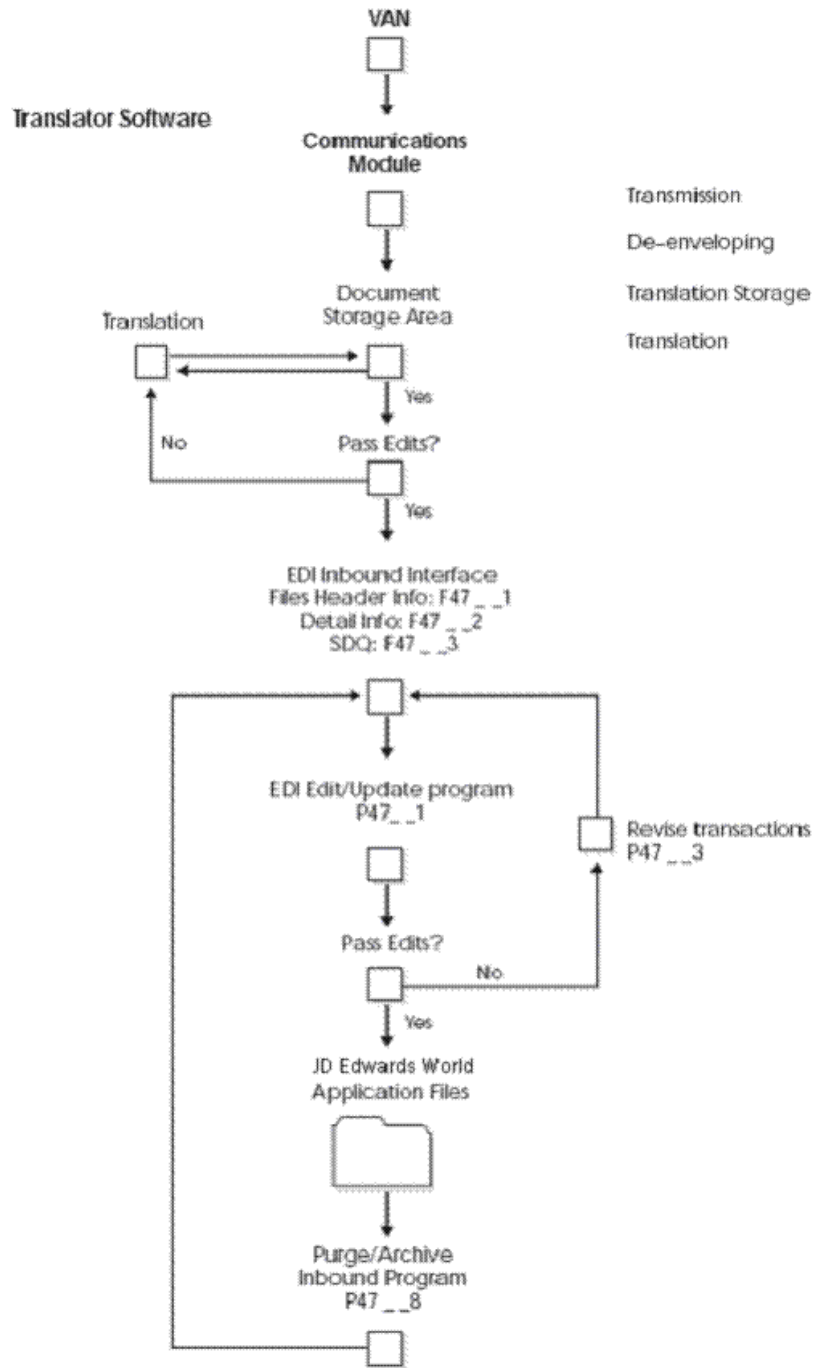 VAN
Translator Software
Communications
Module
Transmission
De-enveloping
Document
Storage Area
Translation Storage
Translation
Translation
Yes
Pass Edits?
No
Yes
EDI Inbound Interface
Files Header Info: F47 _ _1
Detail Info: F47 _ _2
SDQ: F47 _ _3
EDI Edit/Update program
P47_ _1
Revise transactions
P47 _ _3
Pass Edits?
No
Yes
JD Edwards World
Application Files
Purge/Archive
Inbound Program
P47 _ _8